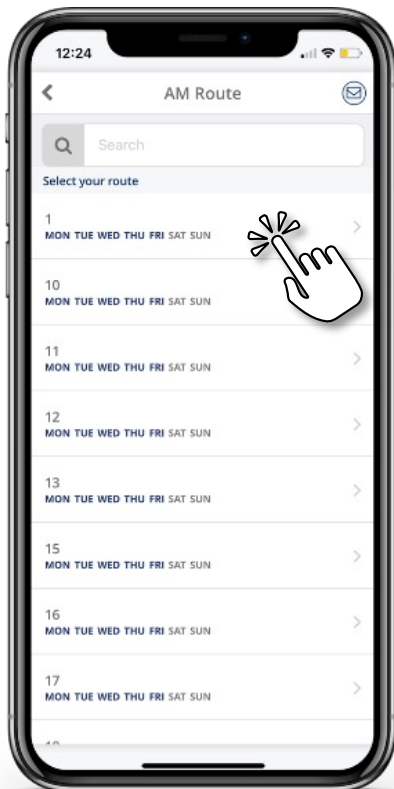 12:24
AM Route
Search
Select your route
1
MON TUE WED THU FRI SAT SUN
10
MON TUE WED THU FRI SAT SUN
11
MON TUE WED THU FRI SAT SUN
12
MON TUE WED THU FRI SAT SUN
13
MON TUE WED THU FRI SAT SUN
15
MON TUE WED THU FRI SAT SUN
16
MON TUE WED THU FRI SAT SUN
17
MON TUE WED THU FRI SAT SUN